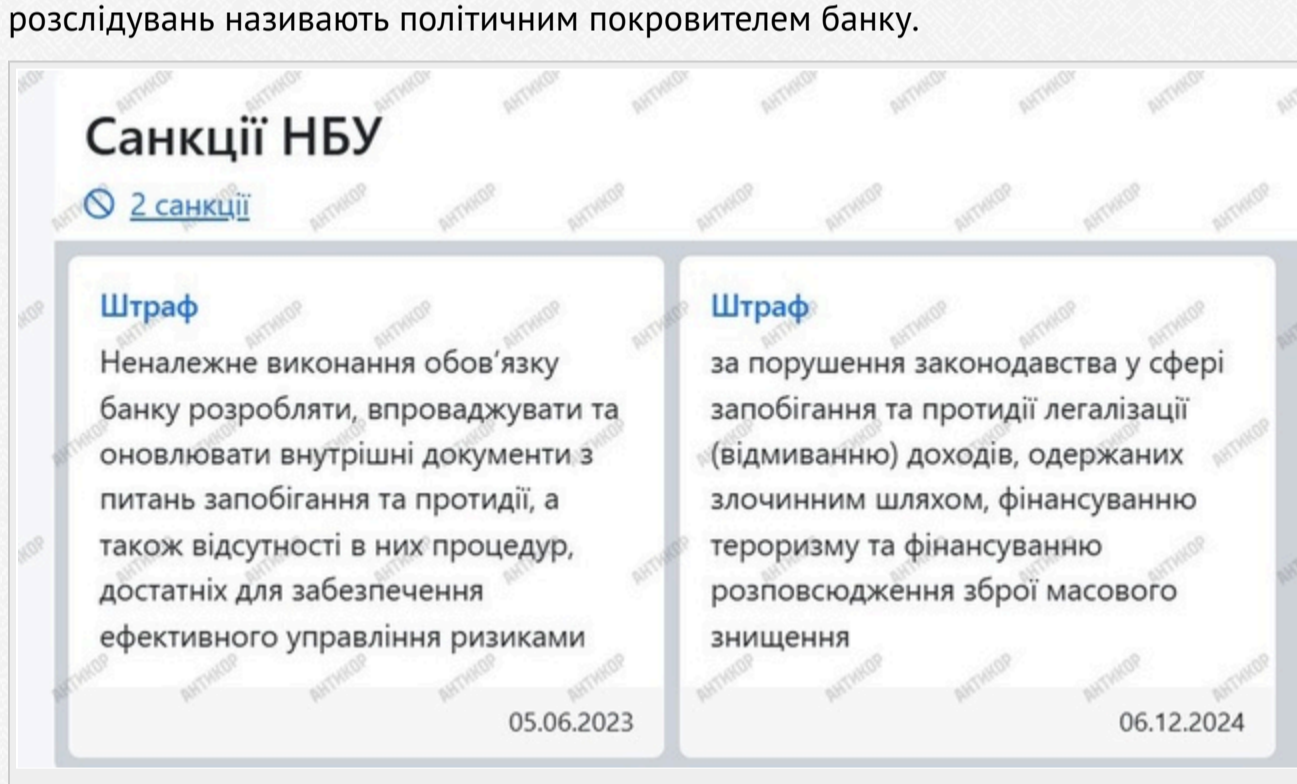 розслідувань називають політичним покровителем банку.
Санкції НБУ
2 санкції
Штраф
Неналежне виконання обов’язку
банку розробляти, впроваджувати та
оновлювати внутрішні документи з
питань запобігання та протидії, а
також відсутності в них процедур,
достатніх для забезпечення
ефективного управління ризиками
05.06.2023
Штраф
за порушення законодавства у сфері
запобігання та протидії легалізації
(відмиванню) доходів, одержаних
злочинним шляхом, фінансуванню
тероризму та фінансуванню
розповсюдження зброї масового
знищення
06.12.2024
АНТИКОР